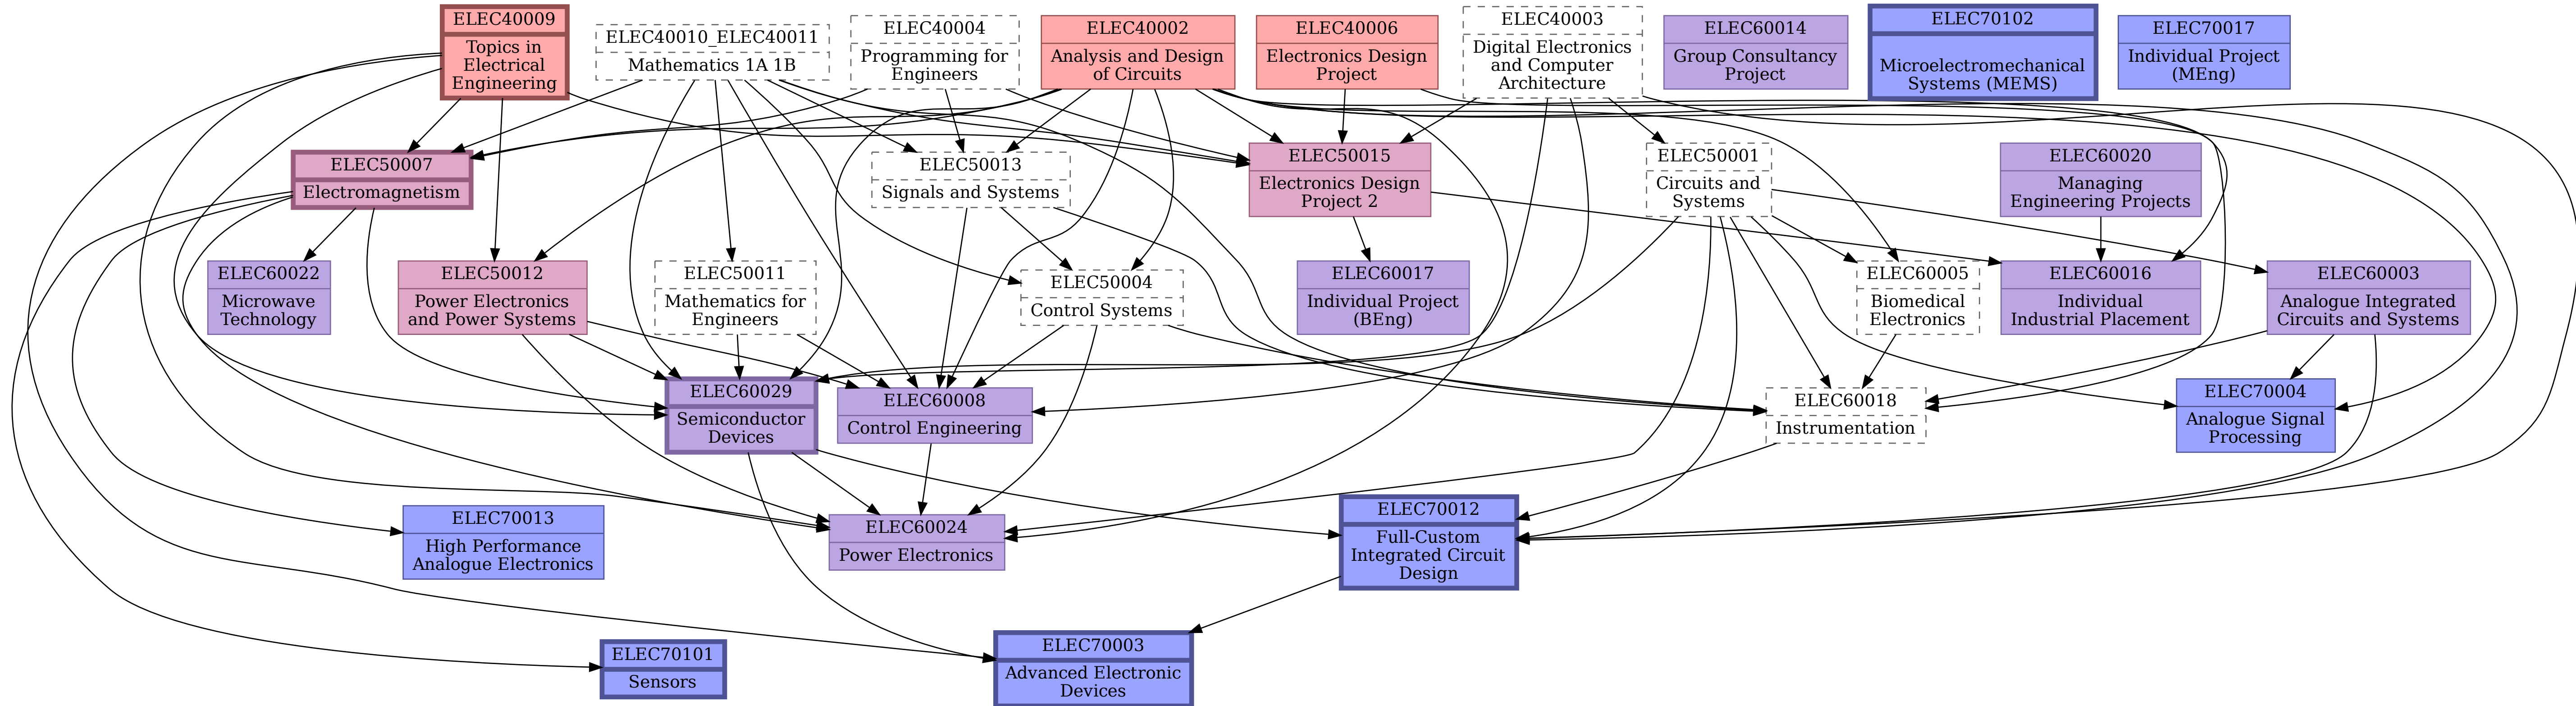 ELEC40009
Topics in
Electrical
Engineering
ELEC40010_ELEC40011
Mathematics 1A 1B
ELEC40004
Programming for
Engineers
ELEC40002
Analysis and Design
of Circuits
ELEC40006
Electronics Design
Project
ELEC40003
Digital Electronics
and Computer
Architecture
ELEC60014
Group Consultancy
Project
ELEC70102
Microelectromechanical
Systems (MEMS)
ELEC70017
Individual Project
(MEng)
ELEC50007
Electromagnetism
ELEC50013
Signals and Systems
ELEC50015
Electronics Design
Project 2
ELEC50001
Circuits and
Systems
ELEC60020
Managing
Engineering Projects
ELEC60022
Microwave
Technology
ELEC50012
Power Electronics
and Power Systems
ELEC50011
Mathematics for
Engineers
ELEC50004
Control Systems
ELEC60017
Individual Project
(BEng)
ELEC60005
Biomedical
Electronics
ELEC60016
Individual
Industrial Placement
ELEC60003
Analogue Integrated
Circuits and Systems
ELEC60029
Semiconductor
Devices
ELEC60008
Control Engineering
ELEC60018
Instrumentation
ELEC70004
Analogue Signal
Processing
ELEC70013
High Performance
Analogue Electronics
ELEC60024
Power Electronics
ELEC70012
Full-Custom
Integrated Circuit
Design
ELEC70101
Sensors
ELEC70003
Advanced Electronic
Devices